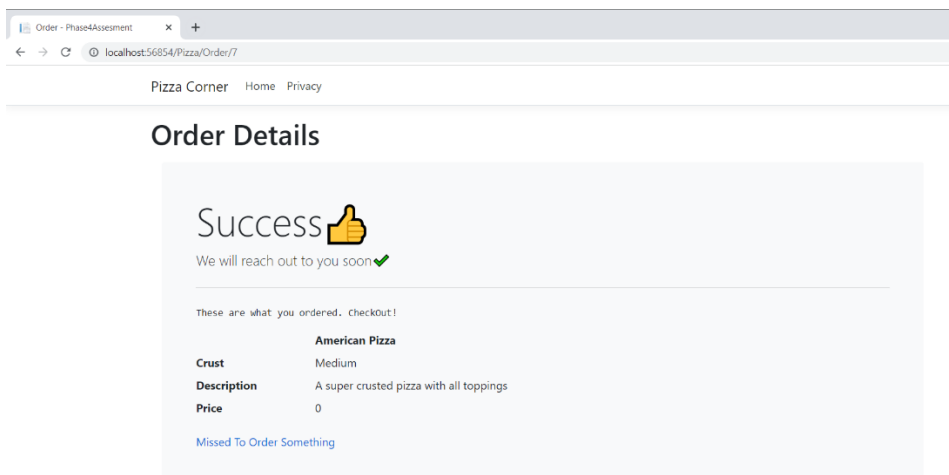 Order - Phase4Assesment
localhost:56854/Pizza/Order/7
Pizza Corner Home Privacy
Order Details
Success
We will reach out to you soon
These are what you ordered. CheckOut!
American Pizza
Crust Medium
Description A super crusted pizza with all toppings
Price 0
Missed To Order Something